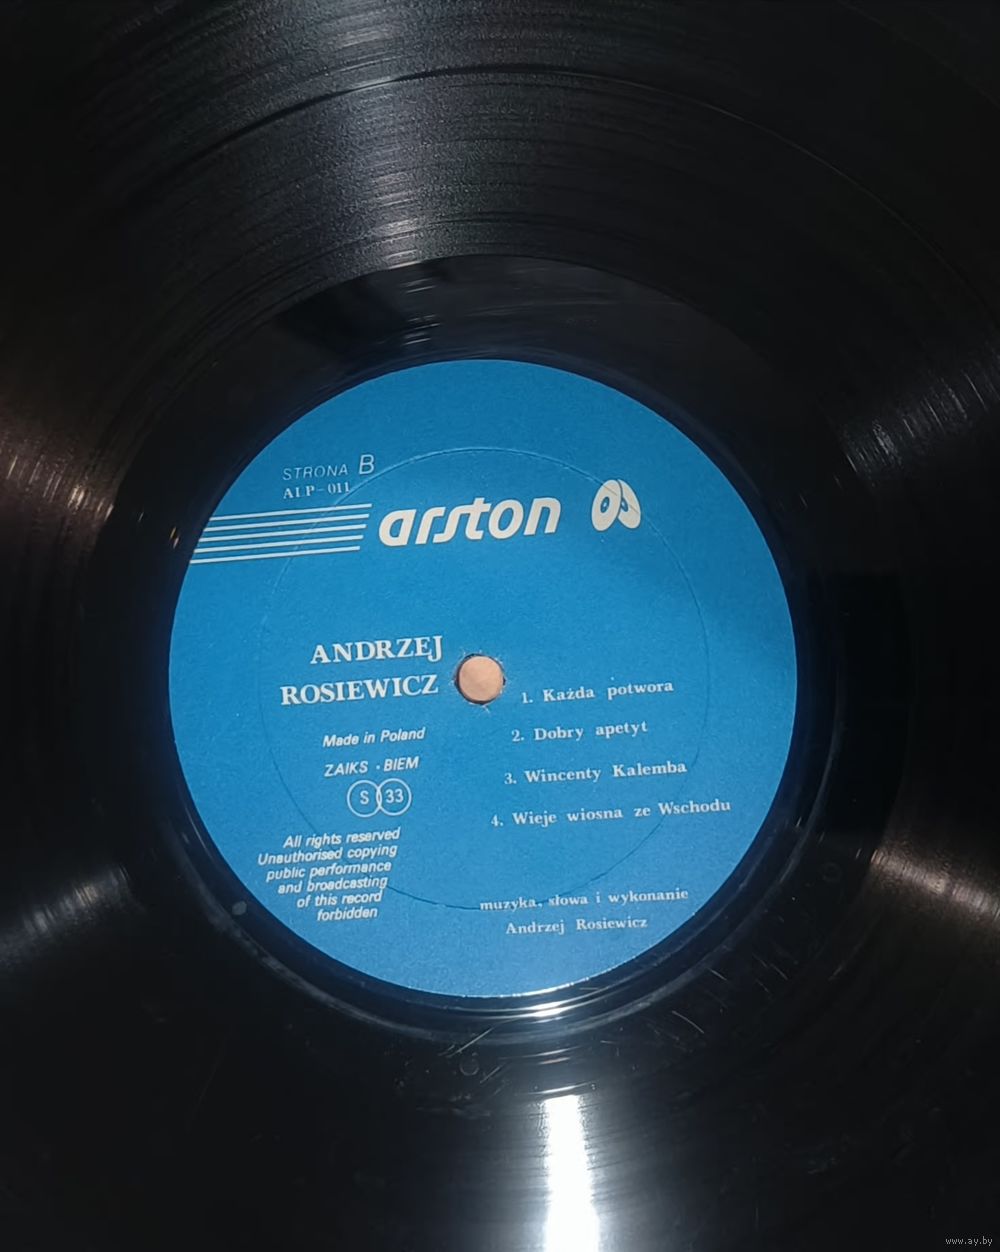 STRONA B
ALP-011
arston
ANDRZEJ
ROSIEWICZ
Made in Poland
ZAIKS · BIEM
S 33
All rights reserved
Unauthorised copying
public performance
and broadcasting
of this record
forbidden
1. Każda potwora
2. Dobry apetyt
3. Wincenty Kalemba
4. Wieje wiosna ze Wschodu
muzyka, słowa i wykonanie
Andrzej Rosiewicz
www.ay.by